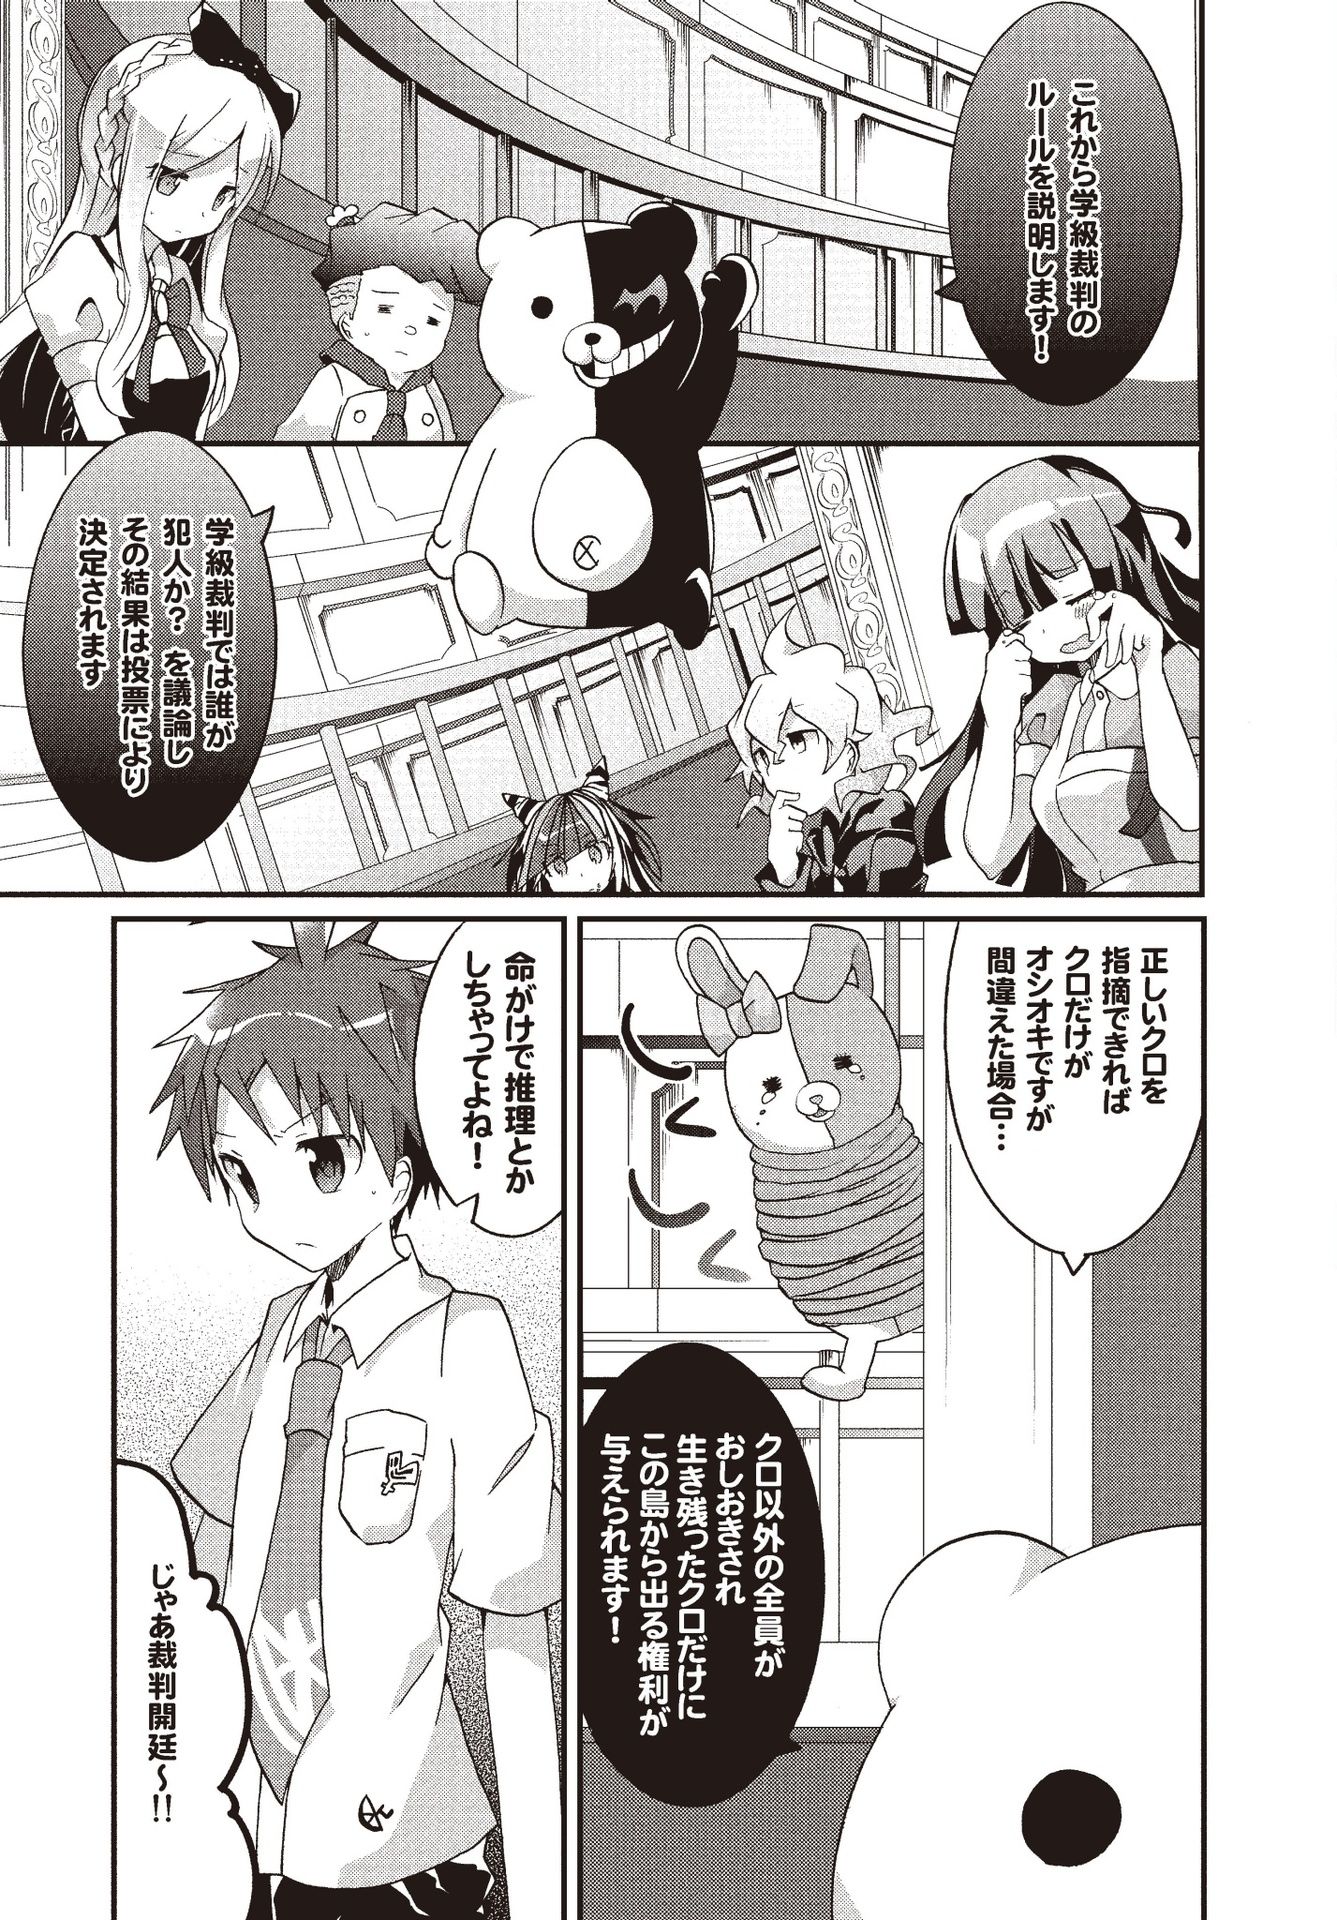 これから学級裁判の
ルールを説明します！
学級裁判では誰が
犯人か？を議論し
その結果は投票により
決定されます
正しいクロを
指摘できれば
クロだけが
オシオキですが
間違えた場合…
クロ以外の全員が
おしおきされ
生き残ったクロだけに
この島から出る権利が
与えられます！
命がけで推理とか
しちゃってよね！
じゃあ裁判開廷～!!